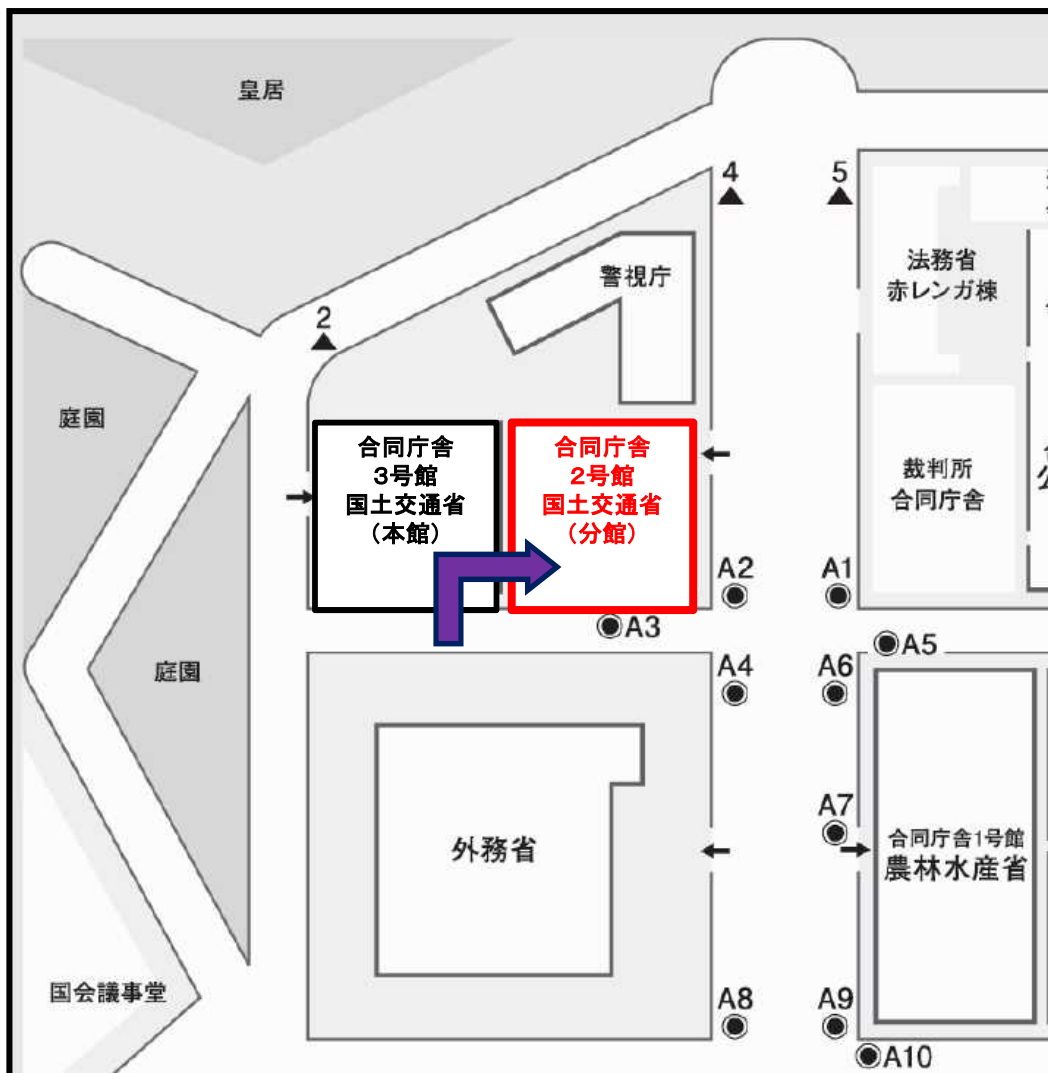 皇居
4
5
法務省
赤レンガ棟
警視庁
2
庭園
合同庁舎
3号館
国土交通省
(本館)
合同庁舎
2号館
国土交通省
(分館)
裁判所
合同庁舎
A2
A1
A3
A5
庭園
A4
A6
A7
外務省
合同庁舎1号館
農林水産省
国会議事堂
A8
A9
A10